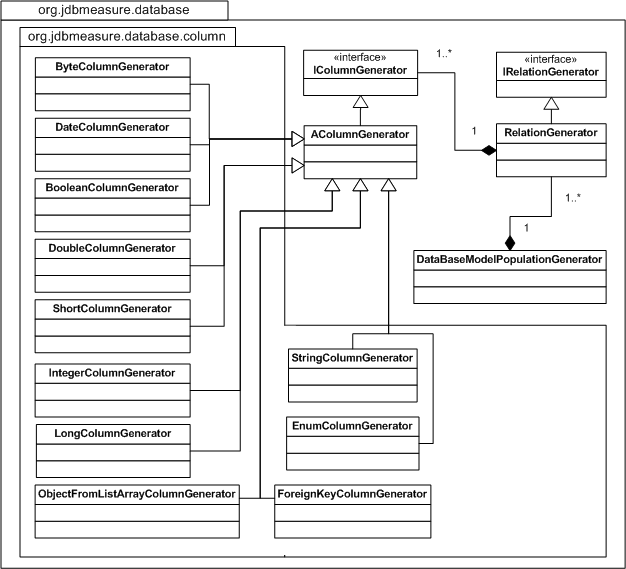 org.jdbmeasure.database
org.jdbmeasure.database.column
ByteColumnGenerator
DateColumnGenerator
BooleanColumnGenerator
DoubleColumnGenerator
ShortColumnGenerator
IntegerColumnGenerator
LongColumnGenerator
ObjectFromListArrayColumnGenerator
«interface»
IColumnGenerator
AColumnGenerator
1..*
1
«interface»
IRelationGenerator
RelationGenerator
1..*
1
DataBaseModelPopulationGenerator
StringColumnGenerator
EnumColumnGenerator
ForeignKeyColumnGenerator